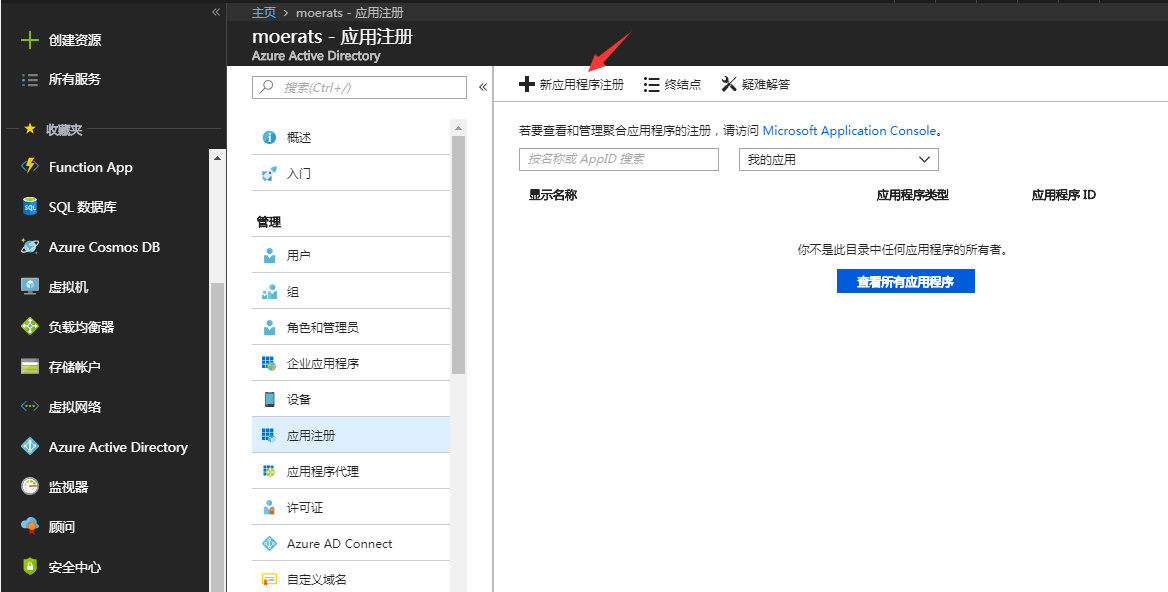 «
创建资源
所有服务
收藏夹
Function App
SQL 数据库
Azure Cosmos DB
虚拟机
负载均衡器
存储帐户
虚拟网络
Azure Active Directory
监视器
顾问
安全中心
主页 > moerats - 应用注册
moerats - 应用注册
Azure Active Directory
搜索(Ctrl+/)
«
概述
入门
管理
用户
组
角色和管理员
企业应用程序
设备
应用注册
应用程序代理
许可证
Azure AD Connect
自定义域名
新应用程序注册 终结点 疑难解答
若要查看和管理聚合应用程序的注册，请访问 Microsoft Application Console。
按名称或 AppID 搜索 我的应用
显示名称 应用程序类型 应用程序 ID
你不是此目录中任何应用程序的所有者。
查看所有应用程序